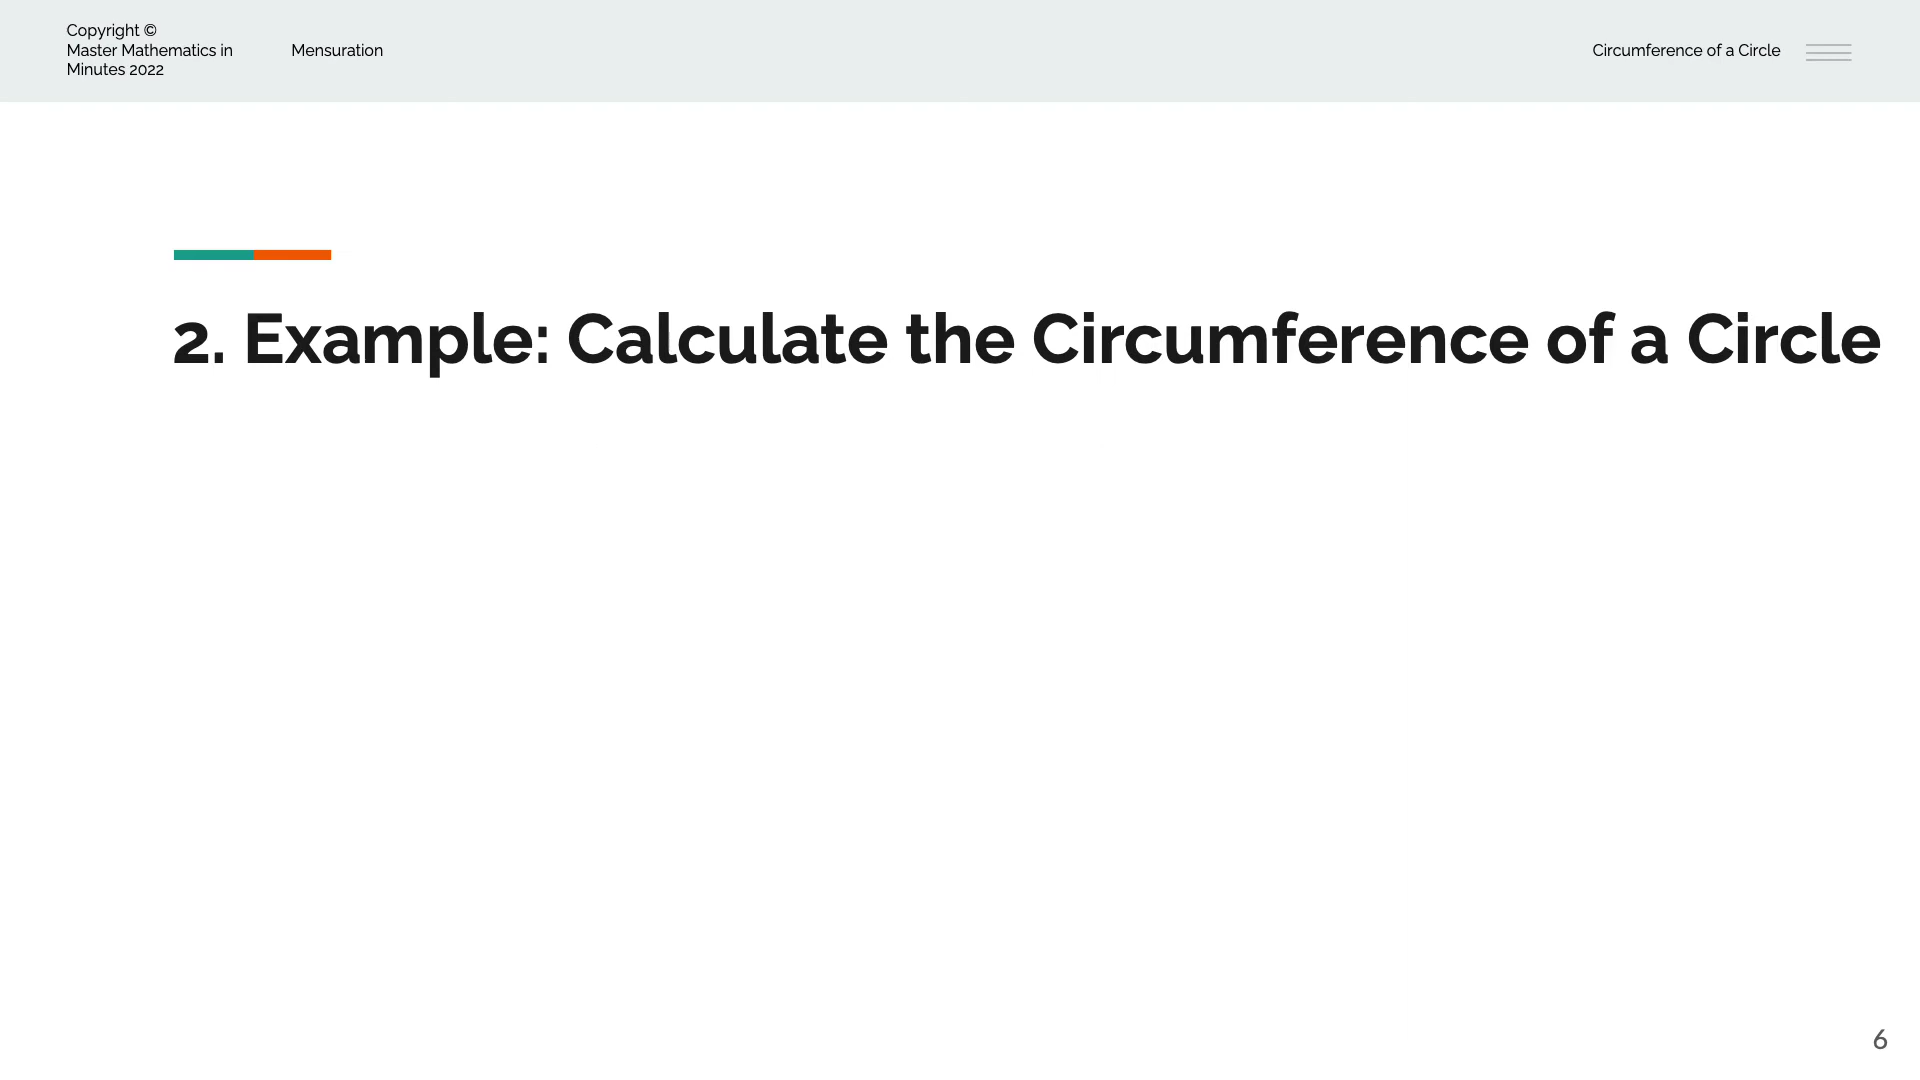 Copyright ©
Master Mathematics in
Minutes 2022
Mensuration
Circumference of a Circle
2. Example: Calculate the Circumference of a Circle
6